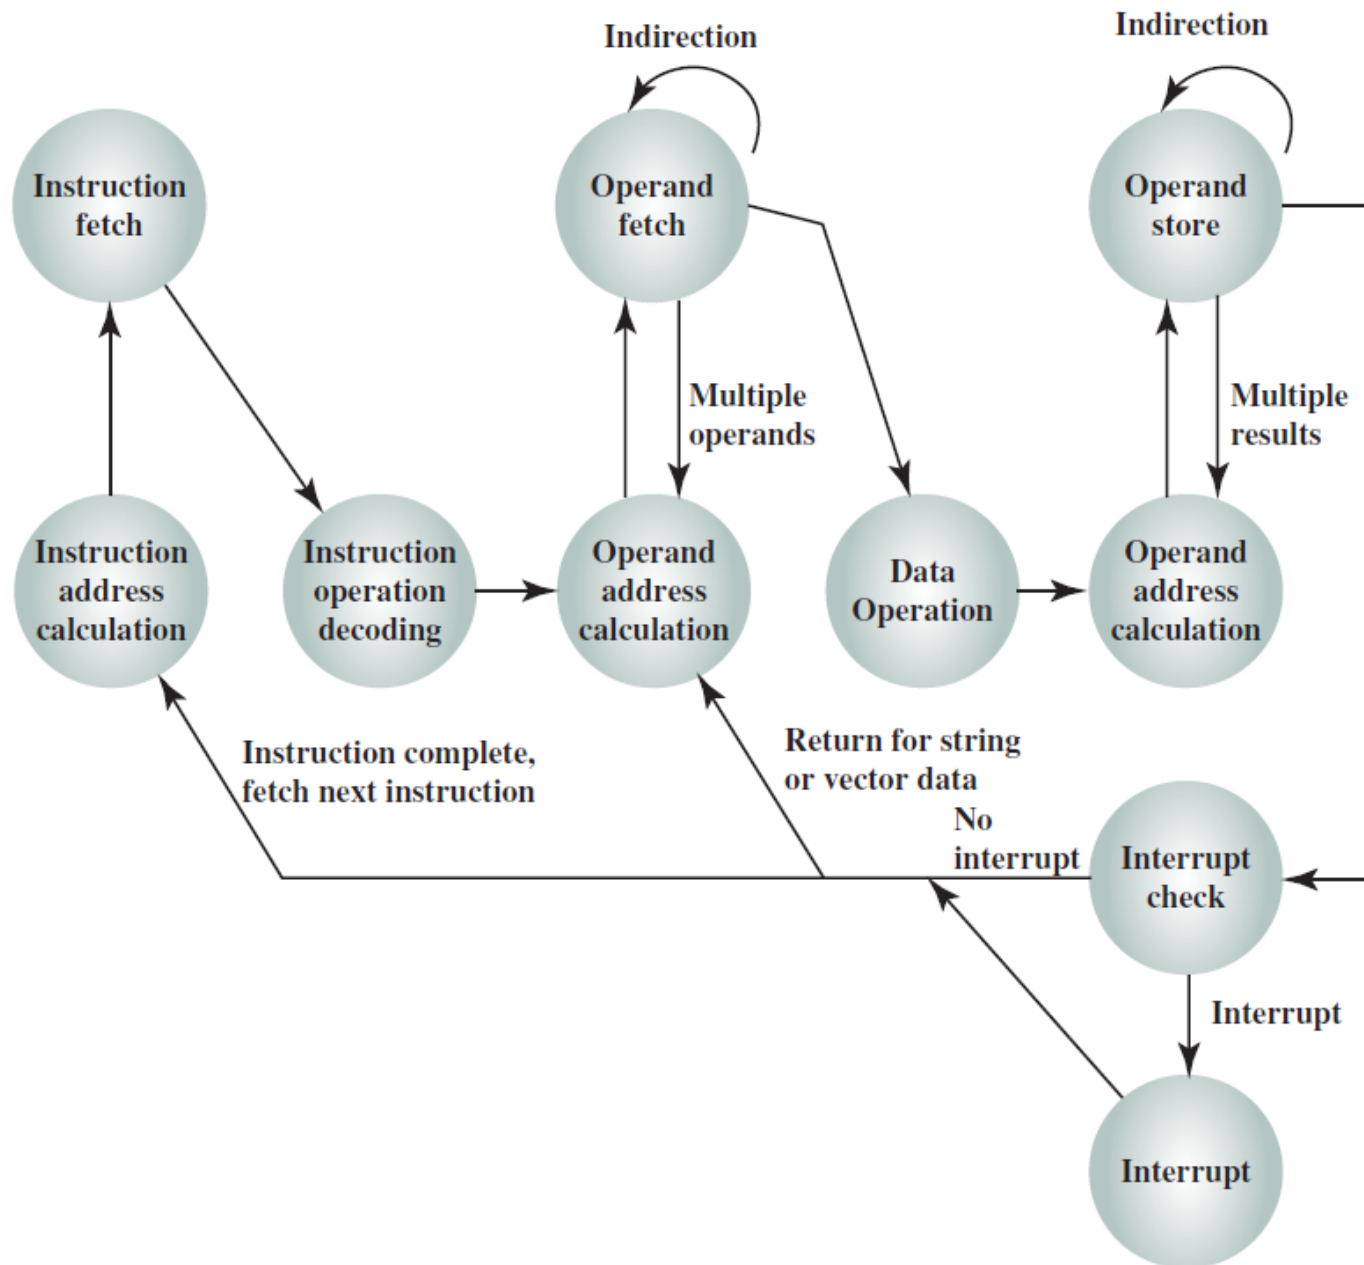 Indirection
Indirection
Instruction
fetch
Operand
fetch
Operand
store
Multiple
operands
Multiple
results
Instruction
address
calculation
Instruction
operation
decoding
Operand
address
calculation
Data
Operation
Operand
address
calculation
Instruction complete,
fetch next instruction
Return for string
or vector data
No
interrupt
Interrupt
check
Interrupt
Interrupt